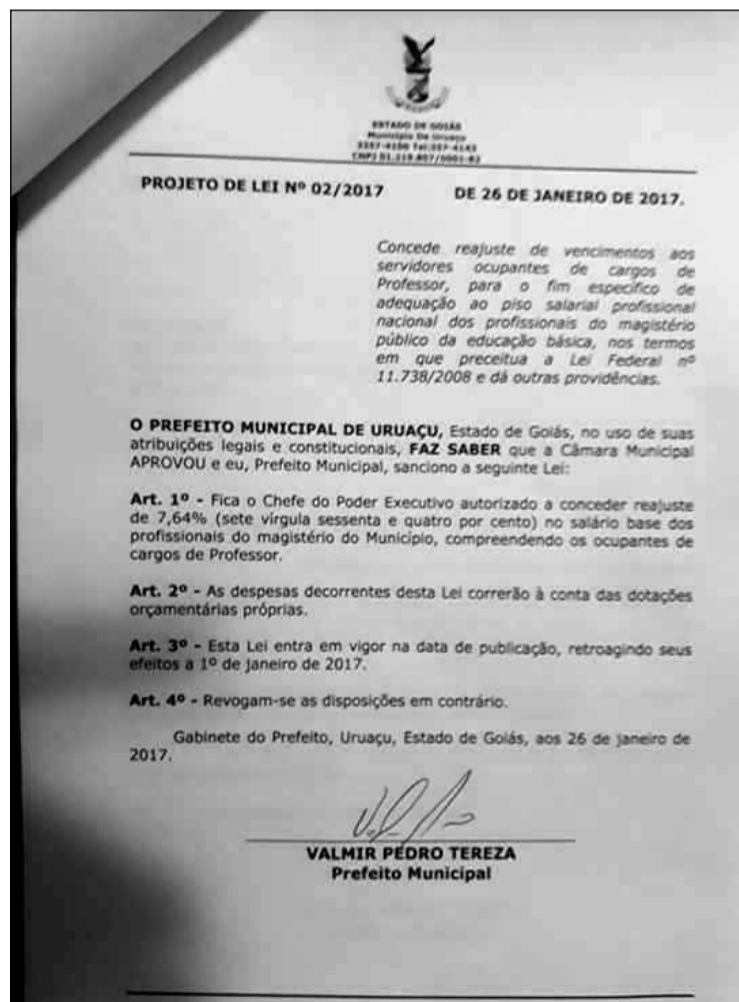 ESTADO DE GOIÁS
Município De Uruaçu
3357-4100 Tel:357-4143
PROJETO DE LEI Nº 02/2017 DE 26 DE JANEIRO DE 2017.
Concede reajuste de vencimentos aos
servidores ocupantes de cargos de
Professor, para o fim específico de
adequação ao piso salarial profissional
nacional dos profissionais do magistério
público da educação básica, nos termos
em que preceitua a Lei Federal nº
11.738/2008 e dá outras providências.
O PREFEITO MUNICIPAL DE URUAÇU, Estado de Goiás, no uso de suas
atribuições legais e constitucionais, FAZ SABER que a Câmara Municipal
APROVOU e eu, Prefeito Municipal, sanciono a seguinte Lei:
Art. 1º - Fica o Chefe do Poder Executivo autorizado a conceder reajuste
de 7,64% (sete vírgula sessenta e quatro por cento) no salário base dos
profissionais do magistério do Município, compreendendo os ocupantes de
cargos de Professor.
Art. 2º - As despesas decorrentes desta Lei correrão à conta das dotações
orçamentárias próprias.
Art. 3º - Esta Lei entra em vigor na data de publicação, retroagindo seus
efeitos a 1º de janeiro de 2017.
Art. 4º - Revogam-se as disposições em contrário.
Gabinete do Prefeito, Uruaçu, Estado de Goiás, aos 26 de janeiro de
2017.
VALMIR PEDRO TEREZA
Prefeito Municipal